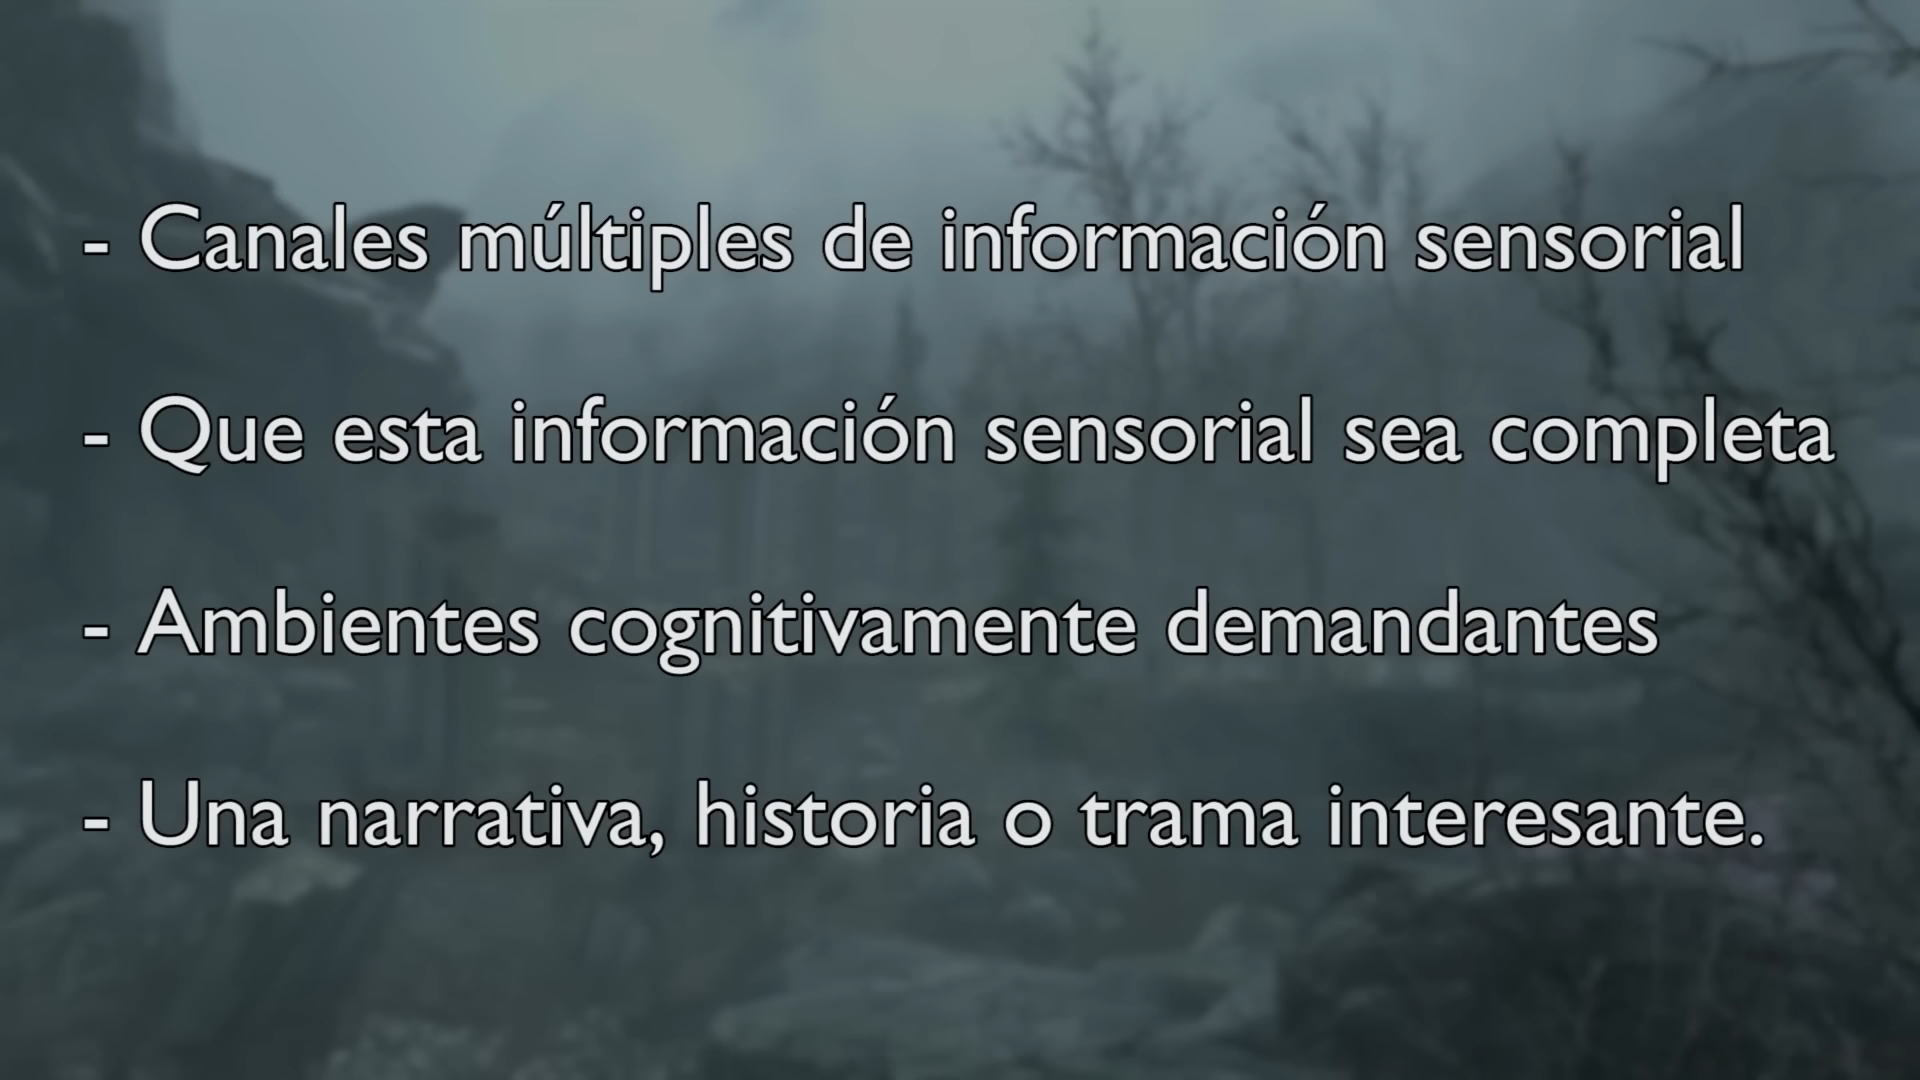 - Canales múltiples de información sensorial
- Que esta información sensorial sea completa
- Ambientes cognitivamente demandantes
- Una narrativa, historia o trama interesante.